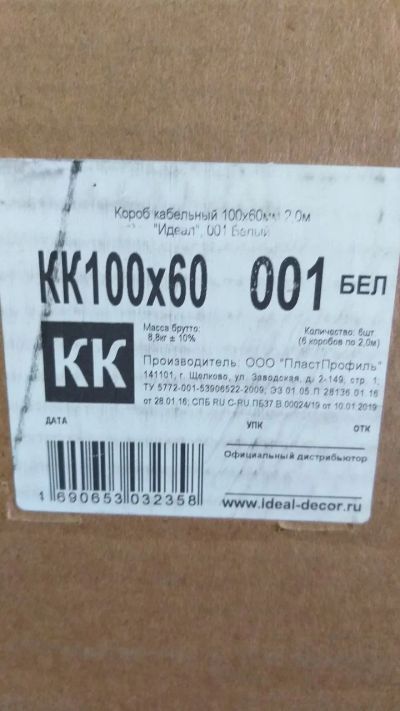 Короб кабельный 100х60мм 2,0м
"Идеал", 001 Белый
КК100х60 001 БЕЛ
КК
Масса брутто:
8,8кг ± 10%
Количество: 6шт
(6 коробов по 2,0м)
Производитель: ООО "ПластПрофиль"
141101, г. Щелково, ул. Заводская, д. 2-149, стр. 1;
ТУ 5772-001-53906522-2009; ЭЗ 01.05.П 28136 01.16
от 28.01.16; СПБ RU C-RU ПБ37.В.00024/19 от 10.01.2019
ДАТА УПК ОТК
Официальный дистрибьютор
1 690653 032358
www.ideal-decor.ru